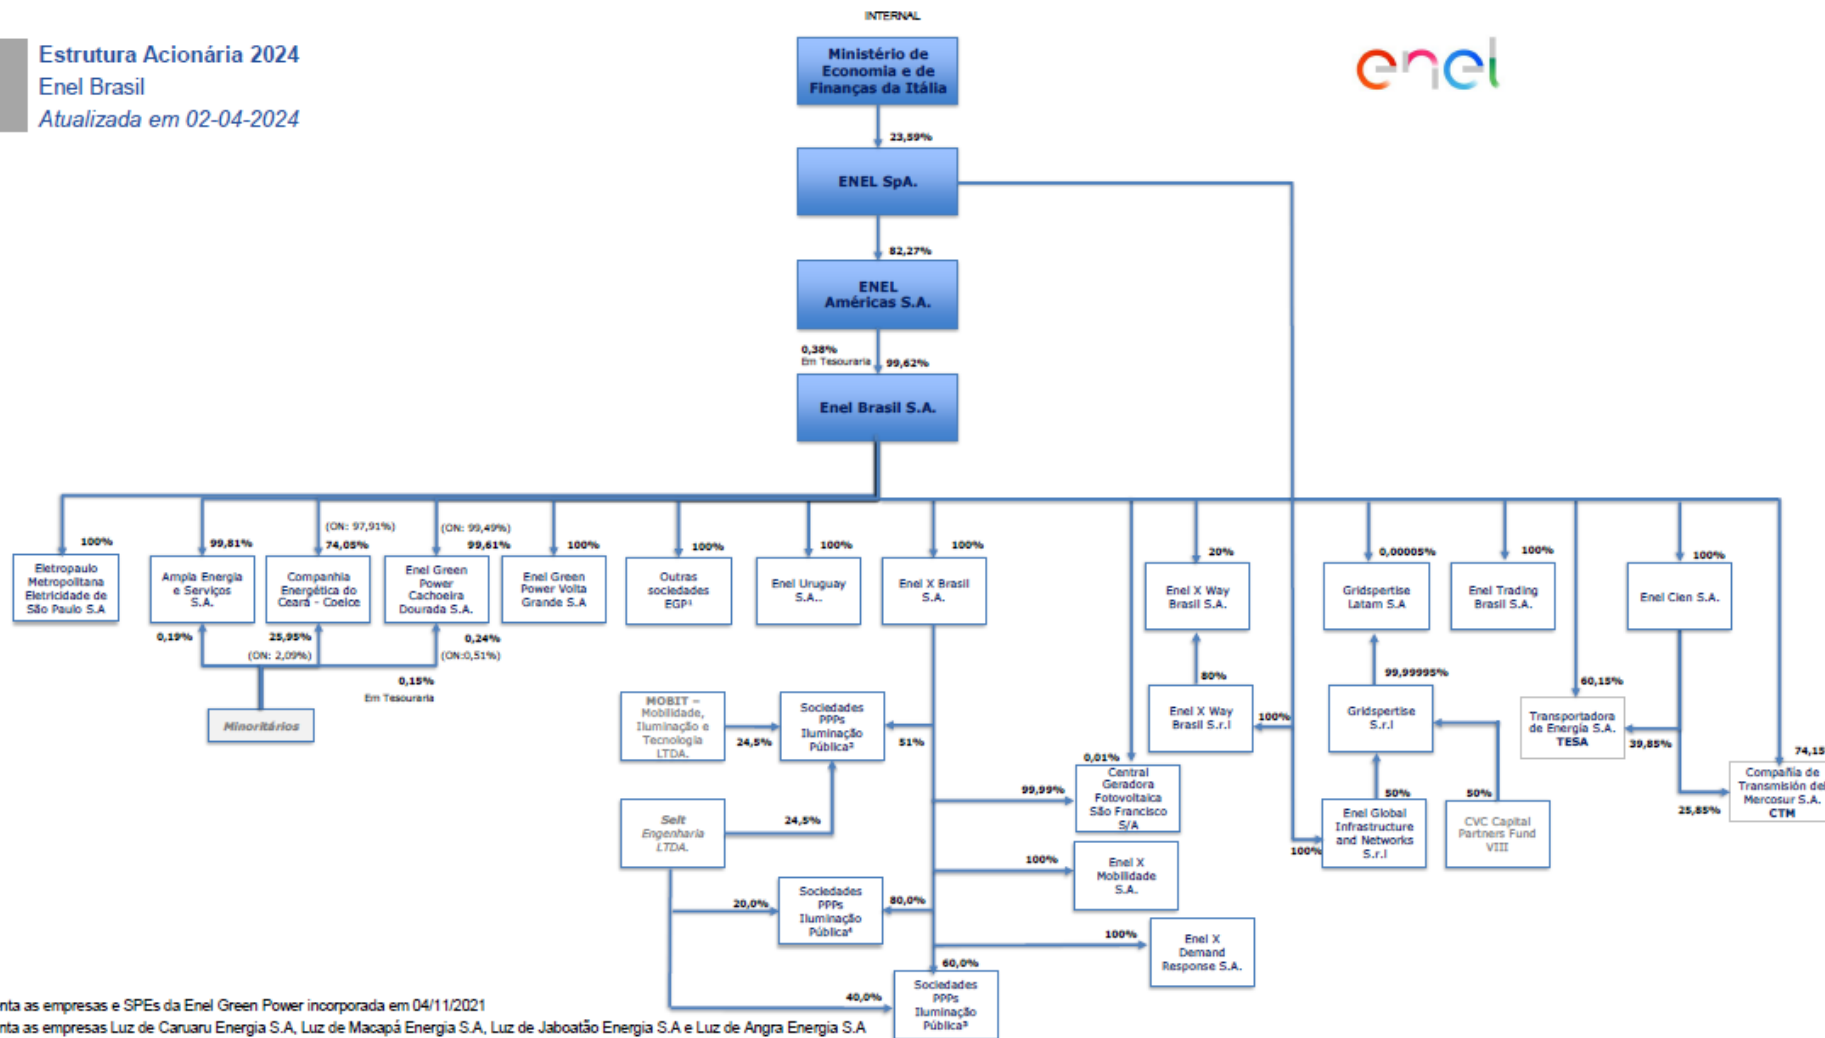 INTERNAL
Estrutura Acionária 2024
Enel Brasil
Atualizada em 02-04-2024
enel
Ministério de
Economia e de
Finanças da Itália
23,59%
ENEL SpA.
82,27%
ENEL
Américas S.A.
0,38%
Em Tesouraria
99,62%
Enel Brasil S.A.
100%
Eletropaulo
Metropolitana
Eletricidade de
São Paulo S.A
99,81%
Ampla Energia
e Serviços
S.A.
(ON: 97,91%)
74,05%
Companhia
Energética do
Ceará - Coelce
(ON: 99,49%)
99,61%
Enel Green
Power
Cachoeira
Dourada S.A.
100%
Enel Green
Power Volta
Grande S.A
100%
Outras
sociedades
EGP¹
100%
Enel Uruguay
S.A..
100%
Enel X Brasil
S.A.
20%
Enel X Way
Brasil S.A.
0,00005%
Gridspertise
Latam S.A
100%
Enel Trading
Brasil S.A.
100%
Enel Cien S.A.
0,19%
25,95%
(ON: 2,09%)
0,24%
(ON:0,51%)
0,15%
Em Tesouraria
Minoritários
MOBIT –
Mobilidade,
Iluminação e
Tecnologia
LTDA.
24,5%
Sociedades
PPPs
Iluminação
Pública²
51%
80%
Enel X Way
Brasil S.r.l
100%
99,99995%
Gridspertise
S.r.l
60,15%
Transportadora
de Energía S.A.
TESA
39,85%
74,15%
Compañía de
Transmisión del
Mercosur S.A.
CTM
25,85%
Selt
Engenharia
LTDA.
24,5%
0,01%
99,99%
Central
Geradora
Fotovoltaica
São Francisco
S/A
50%
Enel Global
Infrastructure
and Networks
S.r.l
100%
50%
CVC Capital
Partners Fund
VIII
100%
Enel X
Mobilidade
S.A.
20,0%
Sociedades
PPPs
Iluminação
Pública⁴
80,0%
100%
Enel X
Demand
Response S.A.
60,0%
40,0%
Sociedades
PPPs
Iluminação
Pública³
nta as empresas e SPEs da Enel Green Power incorporada em 04/11/2021
nta as empresas Luz de Caruaru Energia S.A, Luz de Macapá Energia S.A, Luz de Jaboatão Energia S.A e Luz de Angra Energia S.A